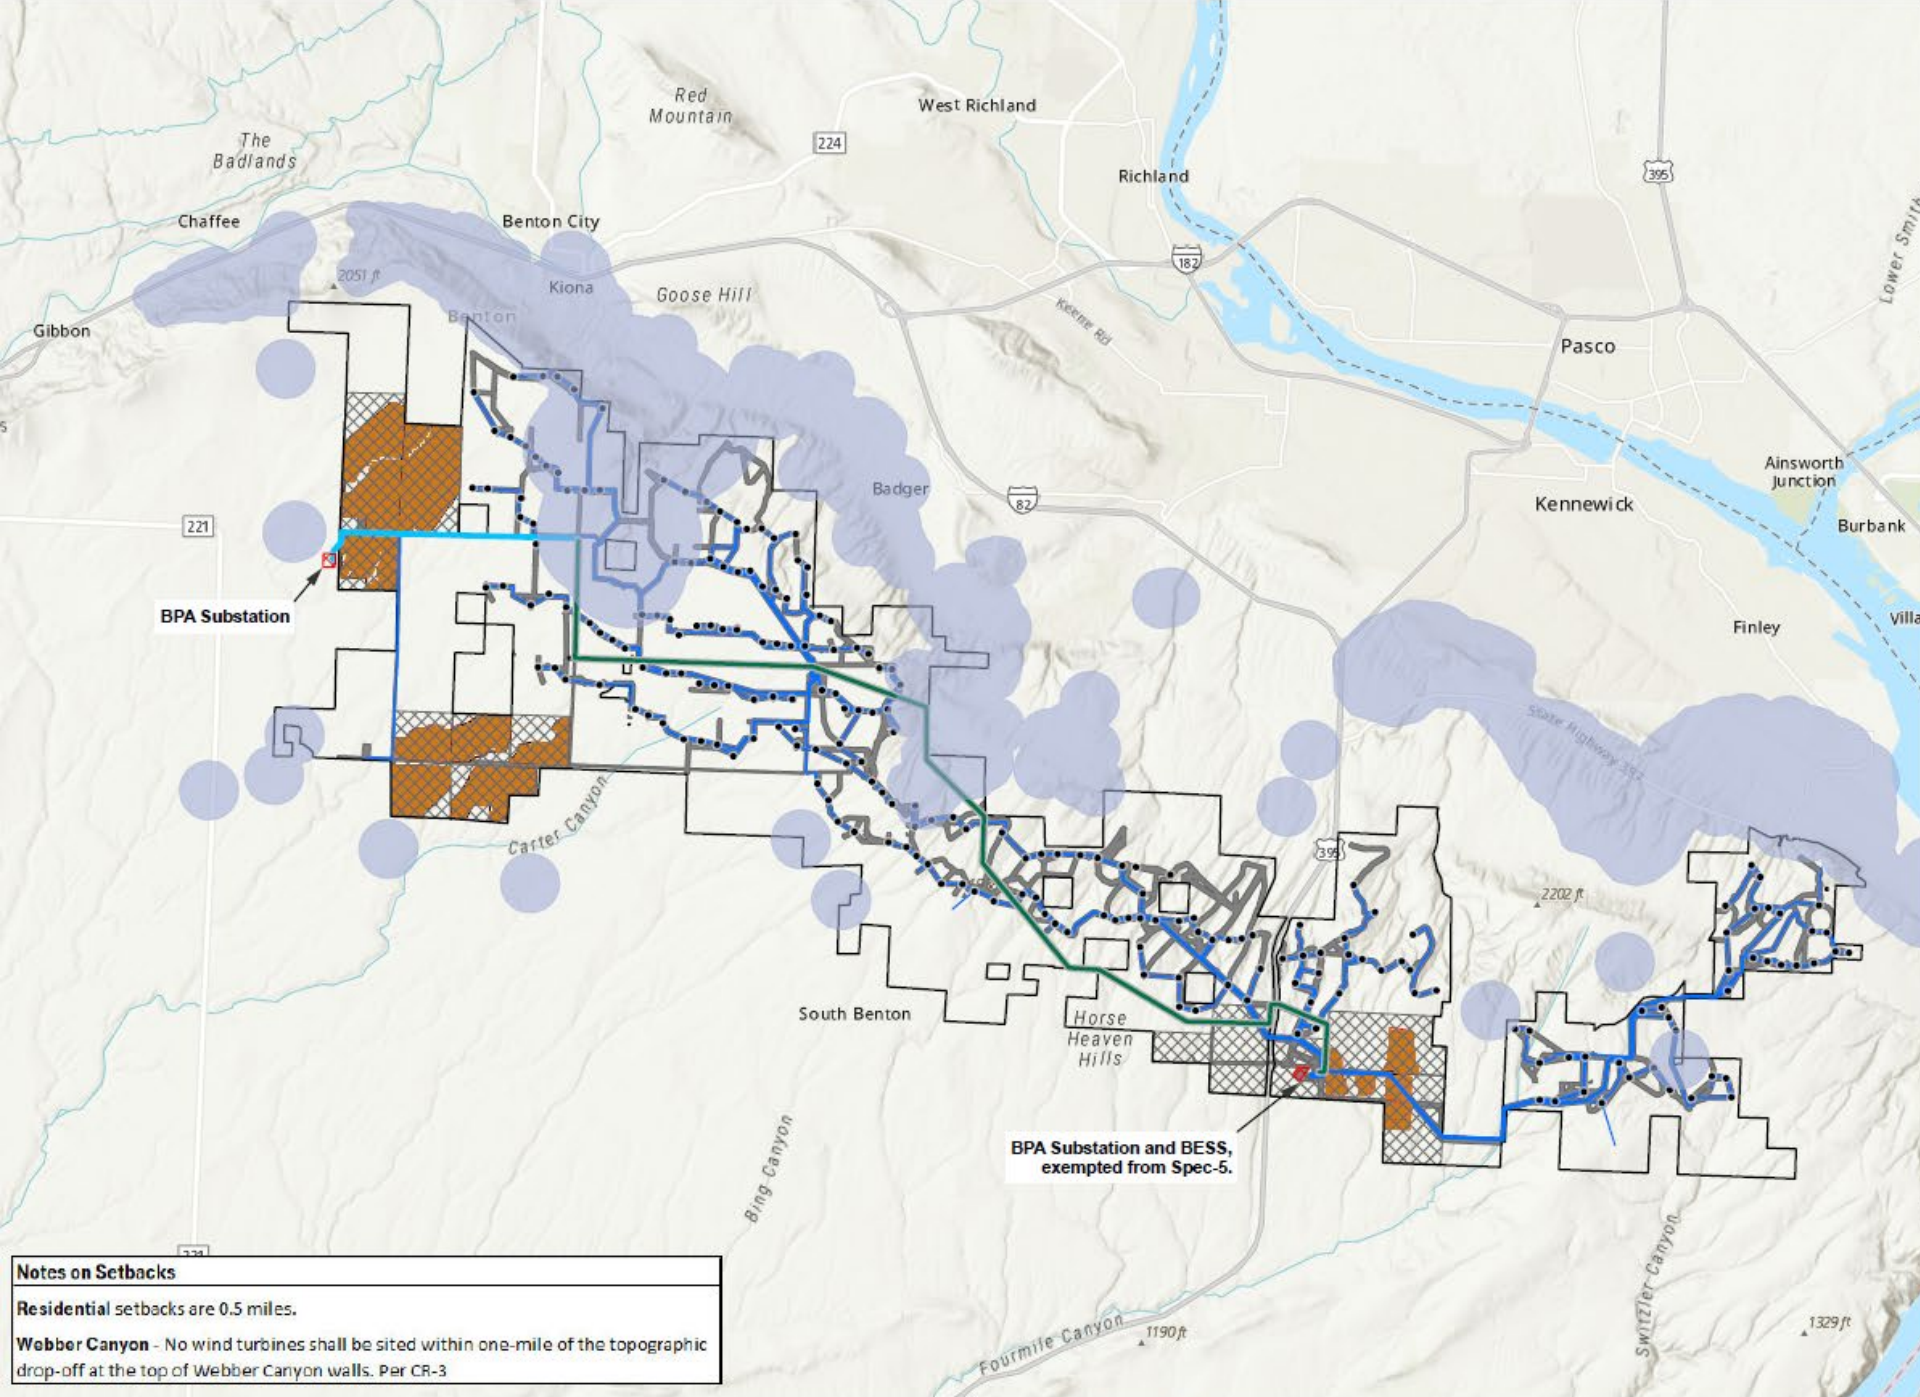 Red
Mountain
West Richland
The
Badlands
224
Richland
395
Lower Smith
Chaffee
Benton City
182
2051 ft
Kiona
Goose Hill
Keene Rd
Benton
Gibbon
Pasco
Ainsworth
Junction
Badger
82
Kennewick
221
Burbank
BPA Substation
Finley
State Highway 397
Carter Canyon
395
2202 ft
South Benton
Horse
Heaven
Hills
BPA Substation and BESS,
exempted from Spec-5.
Bing Canyon
Switzler Canyon
221
Notes on Setbacks
Residential setbacks are 0.5 miles.
Webber Canyon - No wind turbines shall be sited within one-mile of the topographic
drop-off at the top of Webber Canyon walls. Per CR-3
Fourmile Canyon
1190 ft
1329 ft